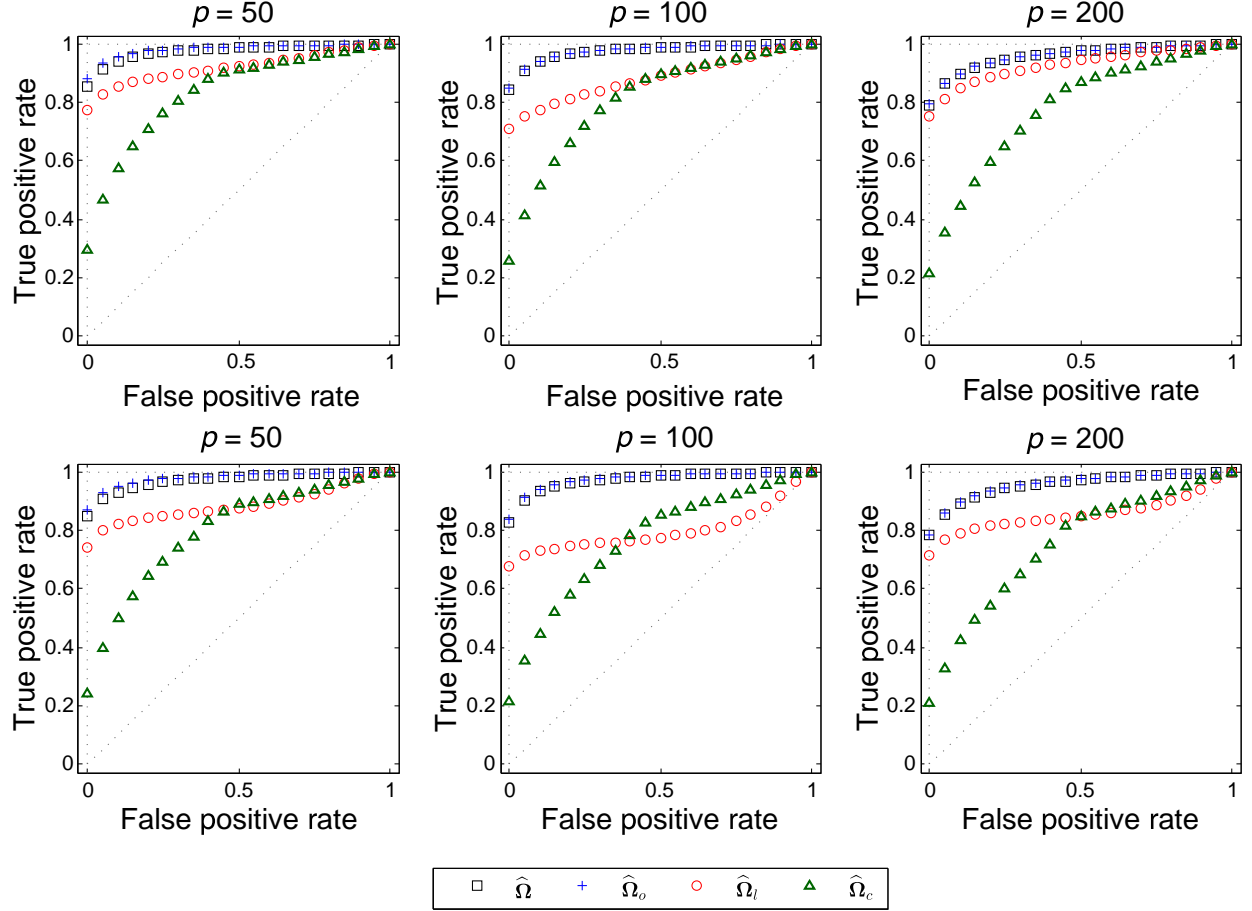 p = 50
p = 100
p = 200
True positive rate
1
0.8
0.6
0.4
0.2
0
0
0.5
1
False positive rate
True positive rate
1
0.8
0.6
0.4
0.2
0
0
0.5
1
False positive rate
True positive rate
1
0.8
0.6
0.4
0.2
0
0
0.5
1
False positive rate
p = 50
p = 100
p = 200
True positive rate
1
0.8
0.6
0.4
0.2
0
0
0.5
1
False positive rate
True positive rate
1
0.8
0.6
0.4
0.2
0
0
0.5
1
False positive rate
True positive rate
1
0.8
0.6
0.4
0.2
0
0
0.5
1
False positive rate
Ω̂ Ω̂ₒ Ω̂ₗ Ω̂_c